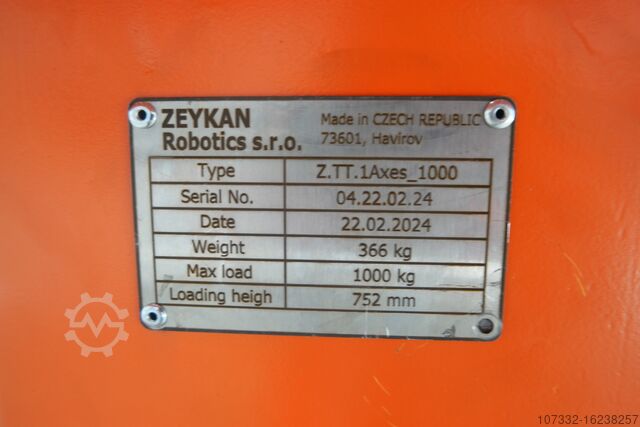 ZEYKAN Made in CZECH REPUBLIC
Robotics s.r.o. 73601, Havirov
Type Z.TT.1Axes_1000
Serial No. 04.22.02.24
Date 22.02.2024
Weight 366 kg
Max load 1000 kg
Loading heigh 752 mm
107332-16238257